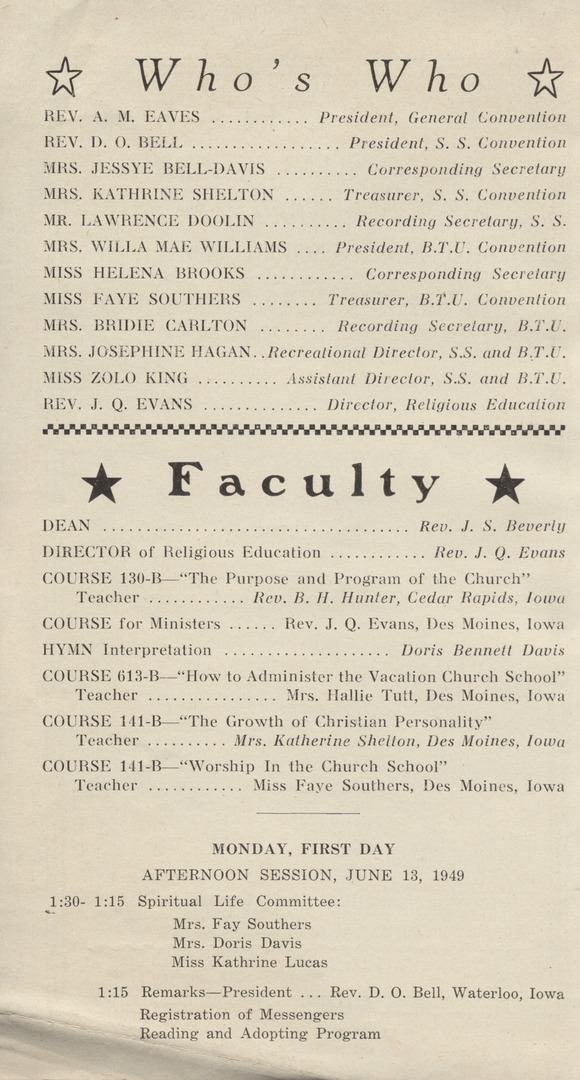 Who's Who
REV. A. M. EAVES ............ President, General Convention
REV. D. O. BELL .................. President, S. S. Convention
MRS. JESSYE BELL-DAVIS .......... Corresponding Secretary
MRS. KATHRINE SHELTON ...... Treasurer, S. S. Convention
MR. LAWRENCE DOOLIN .......... Recording Secretary, S. S.
MRS. WILLA MAE WILLIAMS .... President, B.T.U. Convention
MISS HELENA BROOKS ............ Corresponding Secretary
MISS FAYE SOUTHERS ........ Treasurer, B.T.U. Convention
MRS. BRIDIE CARLTON ........ Recording Secretary, B.T.U.
MRS. JOSEPHINE HAGAN..Recreational Director, S.S. and B.T.U.
MISS ZOLO KING .......... Assistant Director, S.S. and B.T.U.
REV. J. Q. EVANS ............. Director, Religious Education
Faculty
DEAN .................................... Rev. J. S. Beverly
DIRECTOR of Religious Education ............ Rev. J. Q. Evans
COURSE 130-B—“The Purpose and Program of the Church”
Teacher ............ Rev. B. H. Hunter, Cedar Rapids, Iowa
COURSE for Ministers ...... Rev. J. Q. Evans, Des Moines, Iowa
HYMN Interpretation .................... Doris Bennett Davis
COURSE 613-B—“How to Administer the Vacation Church School”
Teacher ................ Mrs. Hallie Tutt, Des Moines, Iowa
COURSE 141-B—“The Growth of Christian Personality”
Teacher .......... Mrs. Katherine Shelton, Des Moines, Iowa
COURSE 141-B—“Worship In the Church School”
Teacher ............ Miss Faye Southers, Des Moines, Iowa
MONDAY, FIRST DAY
AFTERNOON SESSION, JUNE 13, 1949
1:30- 1:15 Spiritual Life Committee:
Mrs. Fay Southers
Mrs. Doris Davis
Miss Kathrine Lucas
1:15 Remarks—President ... Rev. D. O. Bell, Waterloo, Iowa
Registration of Messengers
Reading and Adopting Program